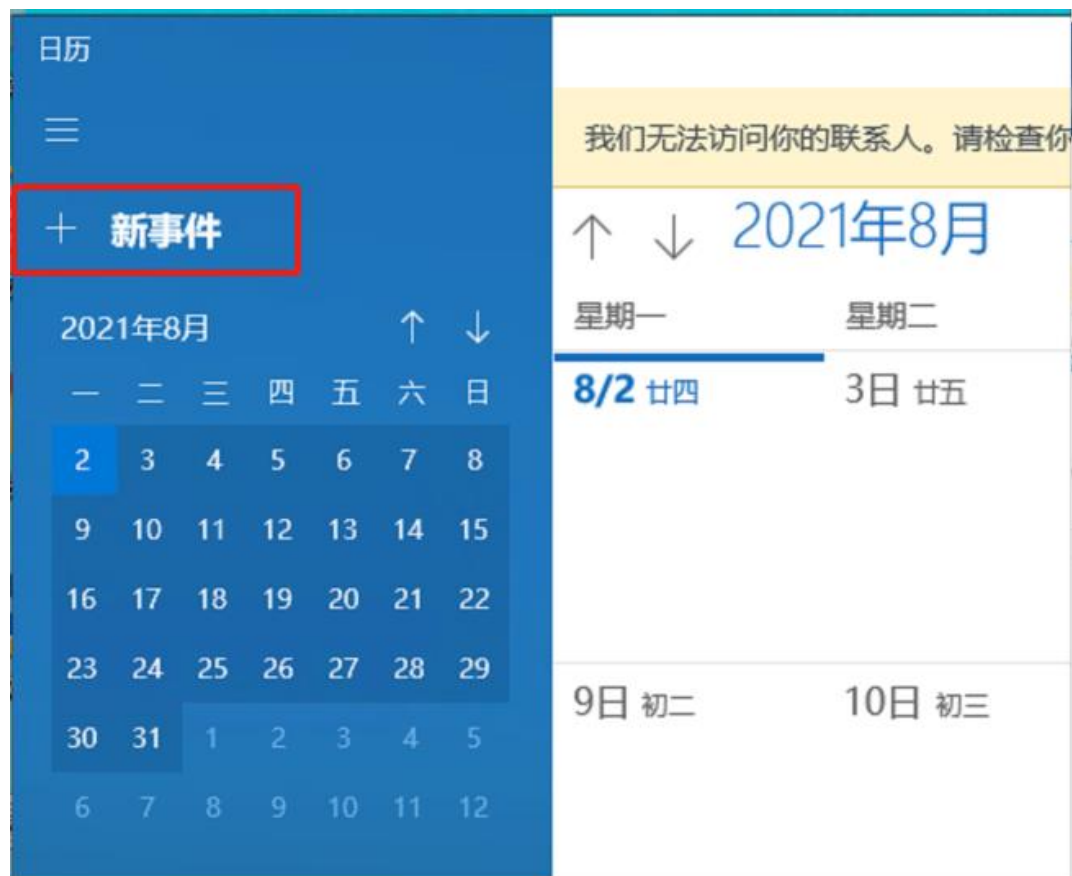 日历
+ 新事件
2021年8月 ↑ ↓
一 二 三 四 五 六 日
2 3 4 5 6 7 8
9 10 11 12 13 14 15
16 17 18 19 20 21 22
23 24 25 26 27 28 29
30 31 1 2 3 4 5
6 7 8 9 10 11 12
我们无法访问你的联系人。请检查你
↑ ↓ 2021年8月
星期一 星期二
8/2 廿四 3日 廿五
9日 初二 10日 初三